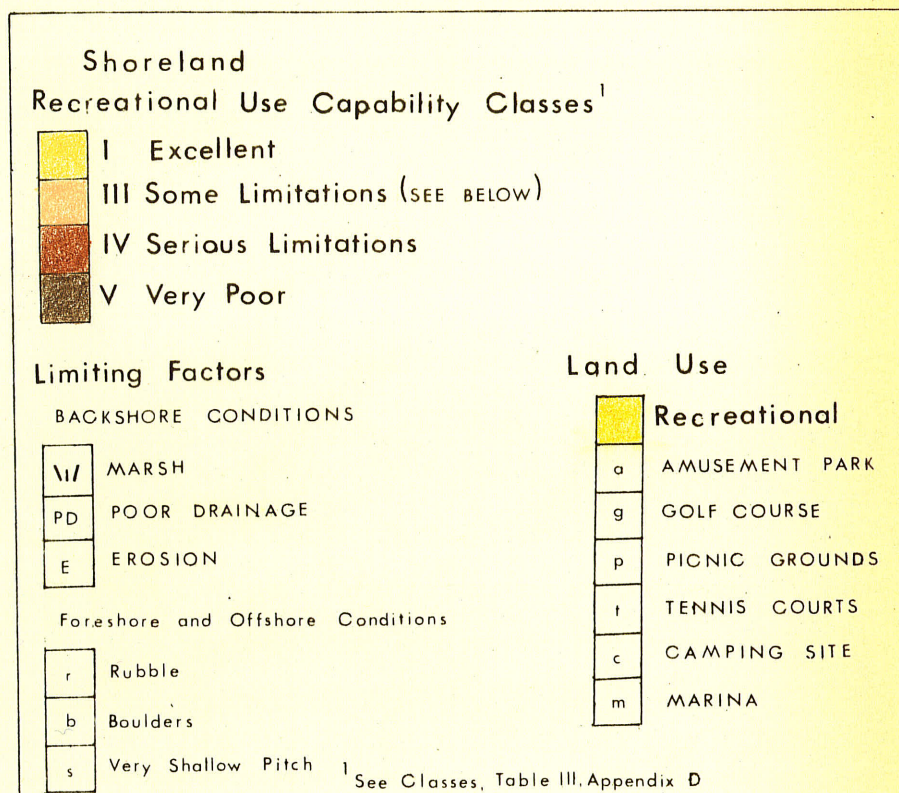 Shoreland
Recreational Use Capability Classes¹
I Excellent
III Some Limitations (SEE BELOW)
IV Serious Limitations
V Very Poor
Limiting Factors
BACKSHORE CONDITIONS
MARSH
PD POOR DRAINAGE
E EROSION
Foreshore and Offshore Conditions
r Rubble
b Boulders
s Very Shallow Pitch
Land Use
Recreational
a AMUSEMENT PARK
g GOLF COURSE
p PICNIC GROUNDS
t TENNIS COURTS
c CAMPING SITE
m MARINA
¹See Classes, Table III, Appendix D